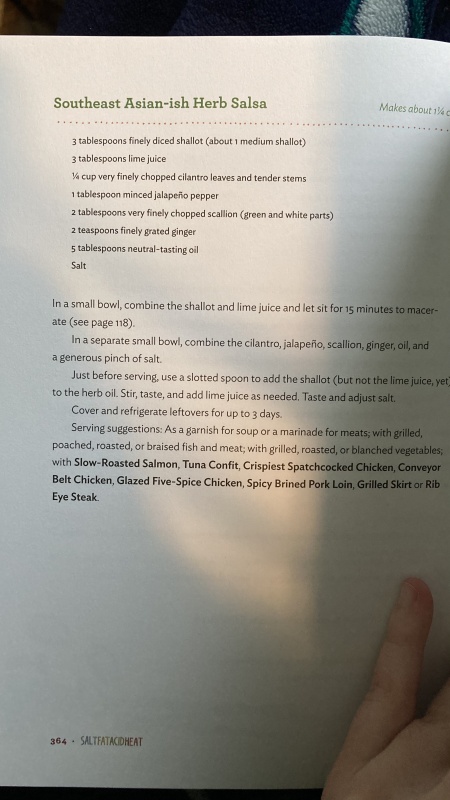 Southeast Asian-ish Herb Salsa
Makes about 1¼ c
3 tablespoons finely diced shallot (about 1 medium shallot)
3 tablespoons lime juice
¼ cup very finely chopped cilantro leaves and tender stems
1 tablespoon minced jalapeño pepper
2 tablespoons very finely chopped scallion (green and white parts)
2 teaspoons finely grated ginger
5 tablespoons neutral-tasting oil
Salt
In a small bowl, combine the shallot and lime juice and let sit for 15 minutes to macer-
ate (see page 118).
In a separate small bowl, combine the cilantro, jalapeño, scallion, ginger, oil, and
a generous pinch of salt.
Just before serving, use a slotted spoon to add the shallot (but not the lime juice, yet)
to the herb oil. Stir, taste, and add lime juice as needed. Taste and adjust salt.
Cover and refrigerate leftovers for up to 3 days.
Serving suggestions: As a garnish for soup or a marinade for meats; with grilled,
poached, roasted, or braised fish and meat; with grilled, roasted, or blanched vegetables;
with Slow-Roasted Salmon, Tuna Confit, Crispiest Spatchcocked Chicken, Conveyor
Belt Chicken, Glazed Five-Spice Chicken, Spicy Brined Pork Loin, Grilled Skirt or Rib
Eye Steak.
364 · SALTFATACIDHEAT